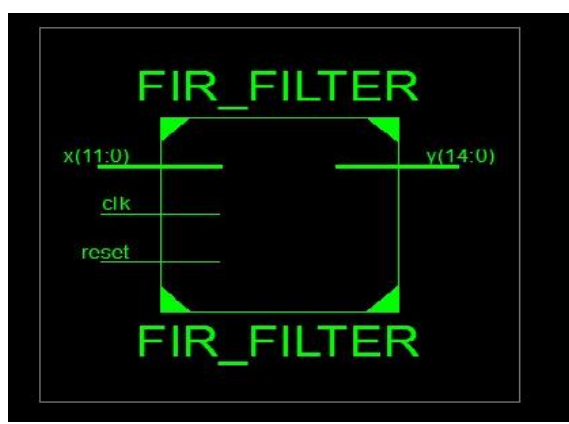 FIR_FILTER
x(11:0)
y(14:0)
clk
reset
FIR_FILTER